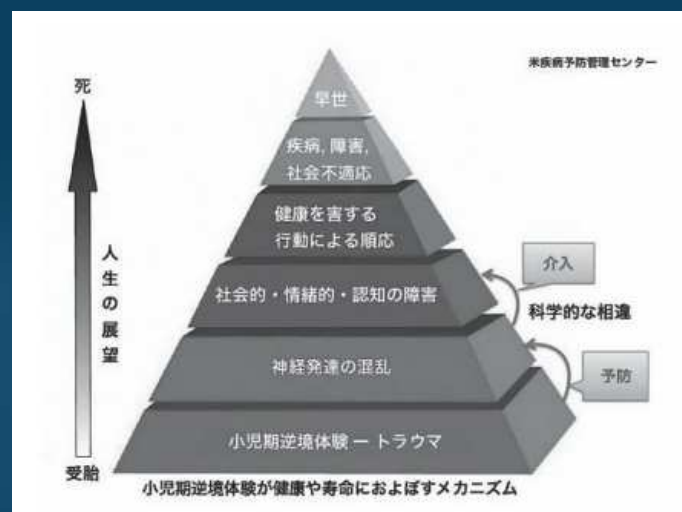 米疾病予防管理センター
死
早世
疾病, 障害,
社会不適応
健康を害する
行動による順応
人生の展望
介入
社会的・情緒的・認知の障害
科学的な相違
神経発達の混乱
予防
小児期逆境体験 ー トラウマ
受胎
小児期逆境体験が健康や寿命におよぼすメカニズム